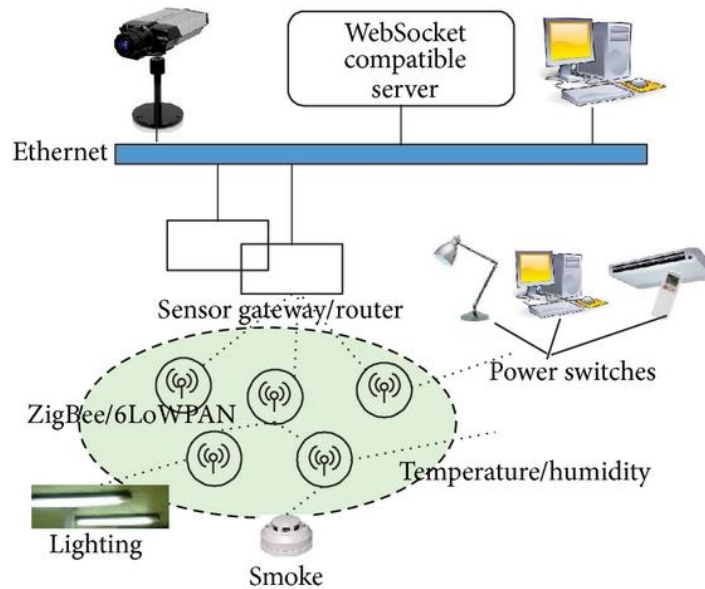 WebSocket
compatible
server
Ethernet
Sensor gateway/router
Power switches
ZigBee/6LoWPAN
Temperature/humidity
Lighting
Smoke